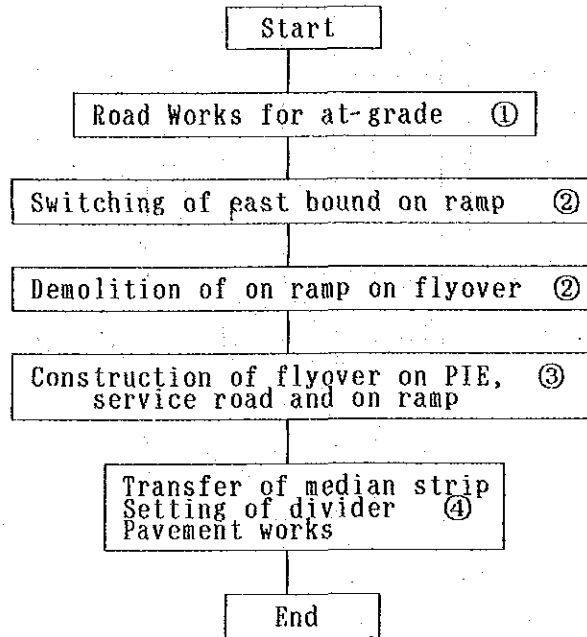 Start
Road Works for at-grade ①
Switching of east bound on ramp ②
Demolition of on ramp on flyover ②
Construction of flyover on PIE, ③
service road and on ramp
Transfer of median strip
Setting of divider ④
Pavement works
End